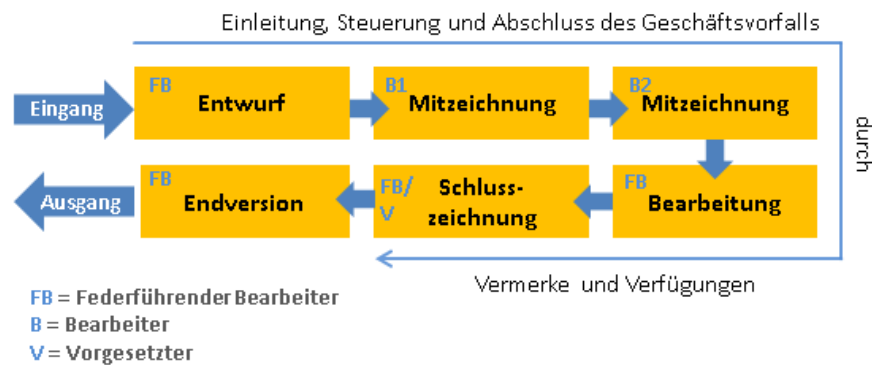 Einleitung, Steuerung und Abschluss des Geschäftsvorfalls
Eingang
FB
Entwurf
B1
Mitzeichnung
B2
Mitzeichnung
durch
Ausgang
FB
Endversion
FB/
V
Schluss-
zeichnung
FB
Bearbeitung
Vermerke und Verfügungen
FB = Federführender Bearbeiter
B = Bearbeiter
V = Vorgesetzter